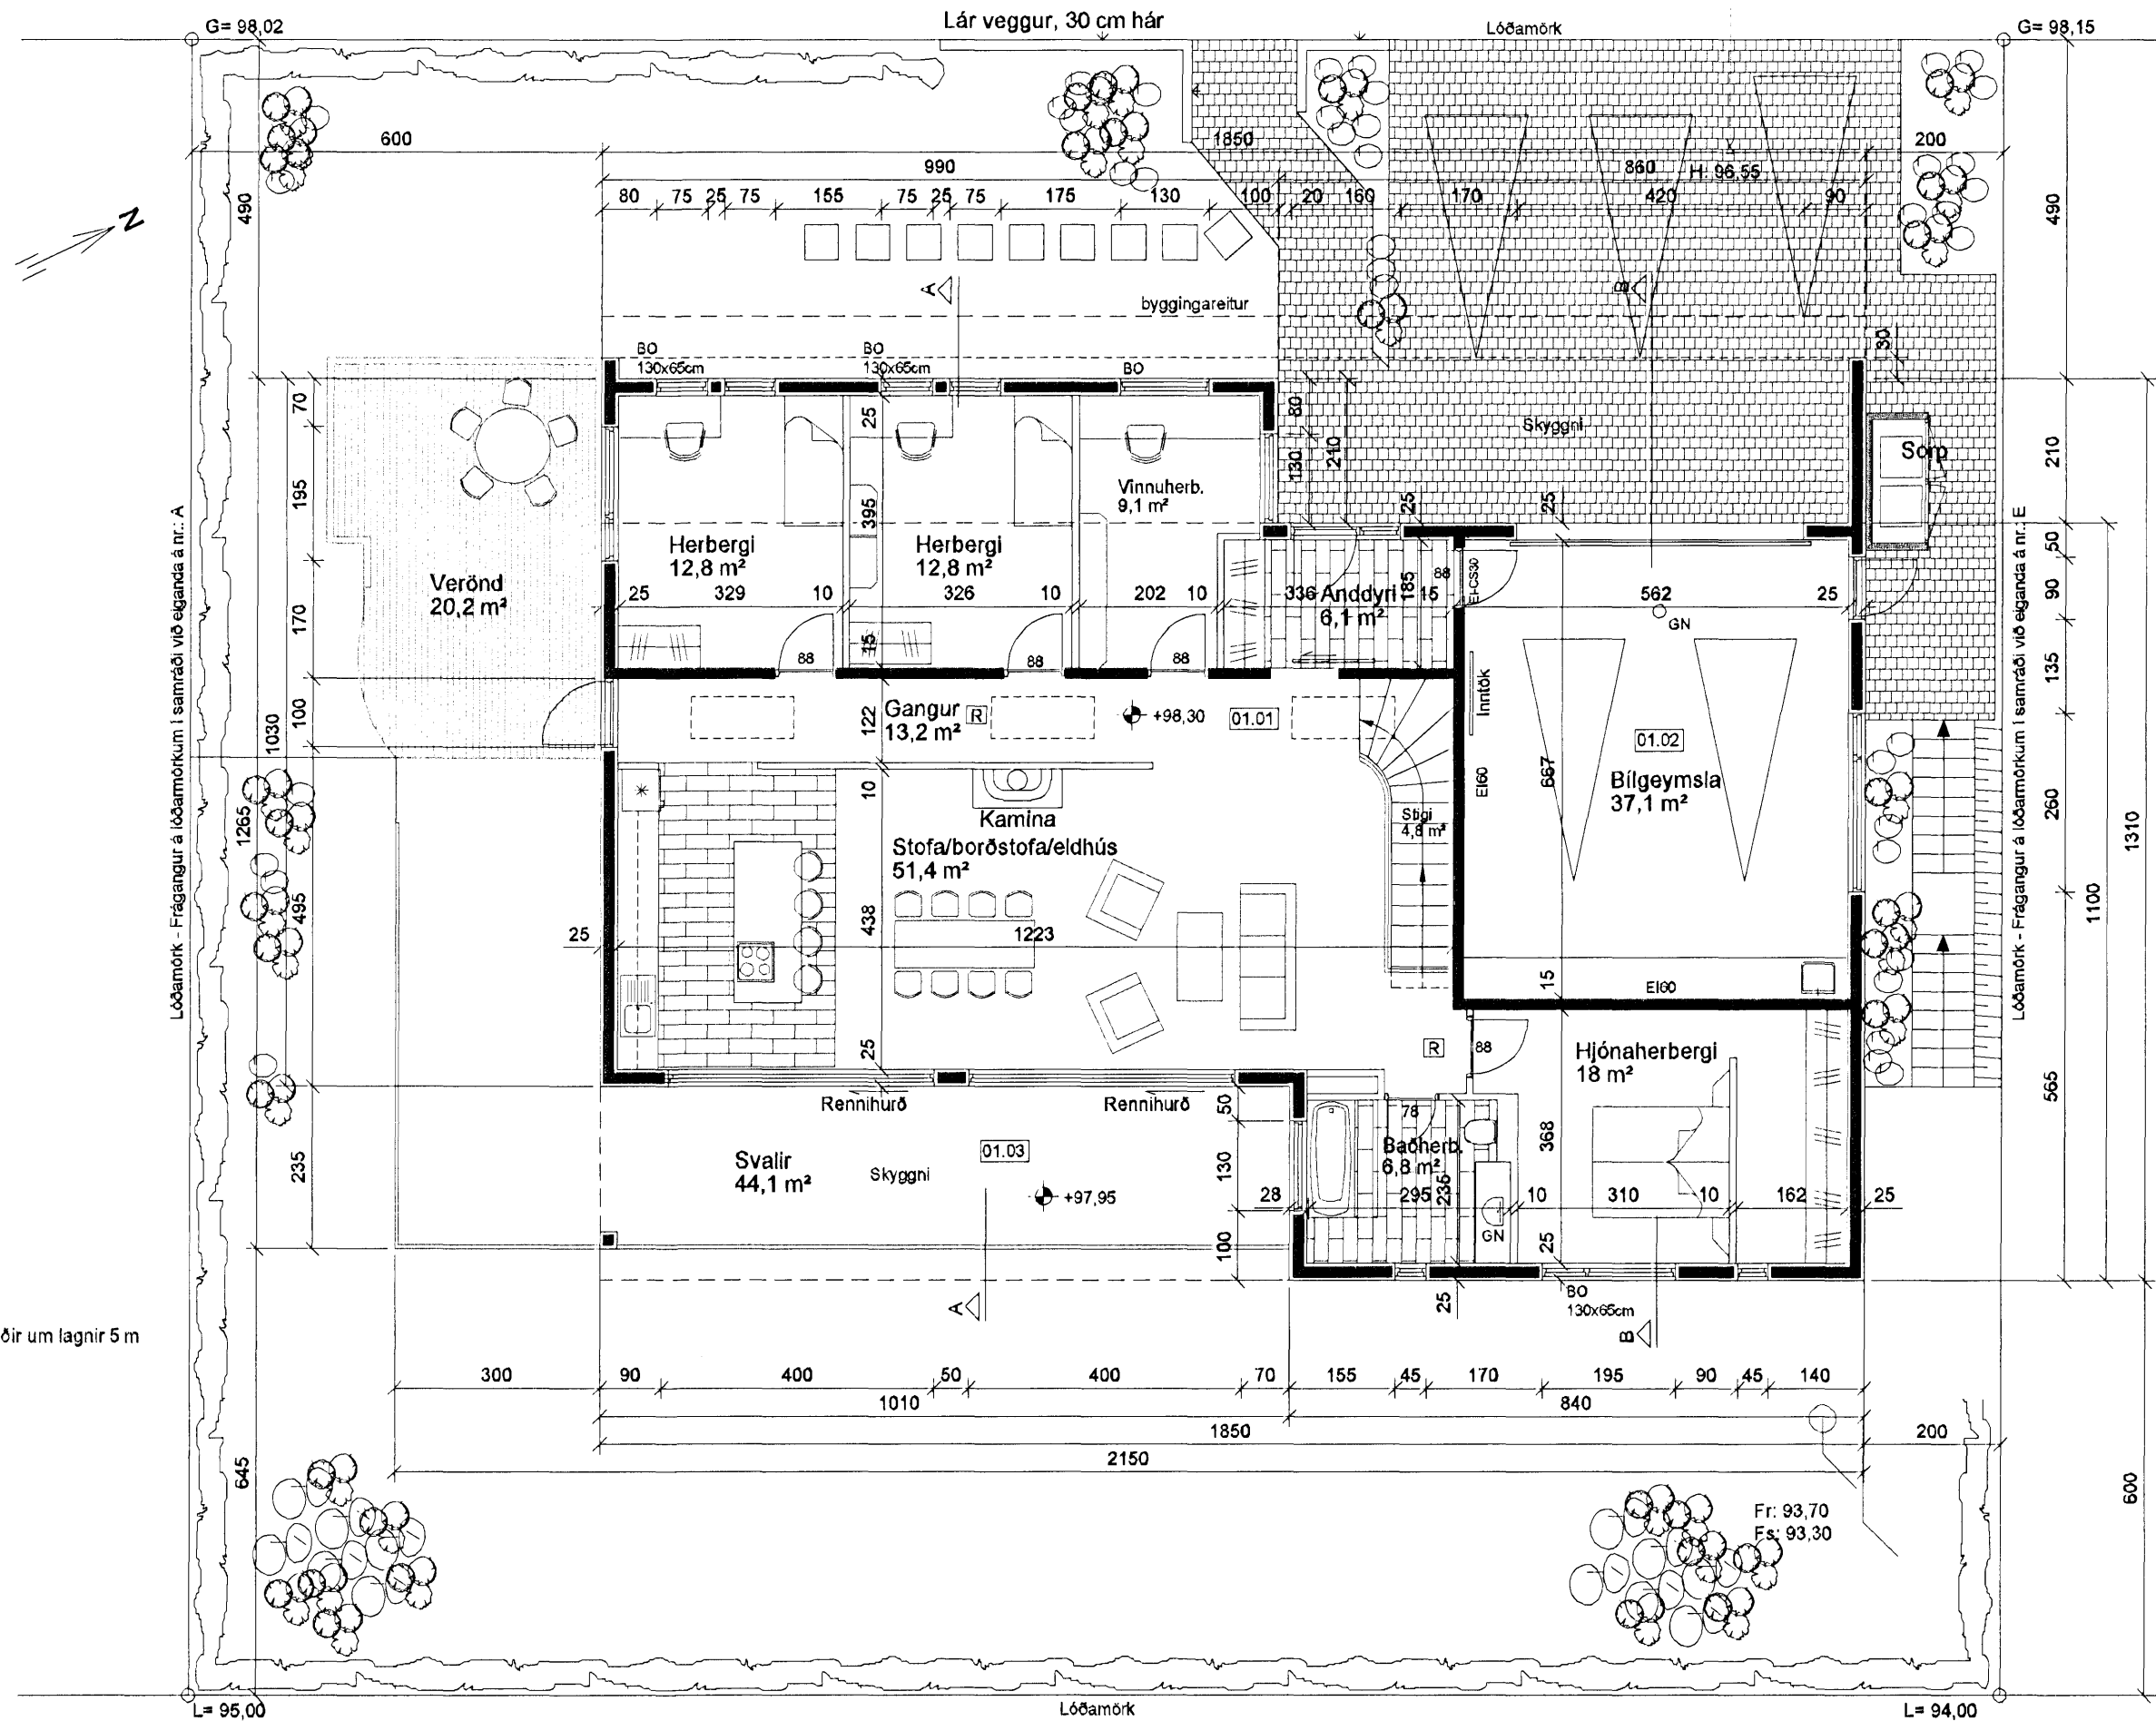 G= 98,02
Lár veggur, 30 cm hár
Lóðamörk
G= 98,15
600
1850
200
990
860
H: 96,55
80 75 25 75 155 75 25 75 175 130 100 20 160 170 420 90
490
490
N
A
B
byggingareitur
30
BO
130x65cm
BO
130x65cm
BO
70
25
80
130
210
Skyggni
Sorp
210
195
395
Vinnuherb.
9,1 m²
25
25
Herbergi
12,8 m²
Herbergi
12,8 m²
50
Verönd
20,2 m²
88
EI-CS30
185
90
25 329 10 326 10 202 10 336 Anddyri 15 562 25
6,1 m²
GN
170
15
88
88
88
135
Lóðamörk - Frágangur á lóðamörkum í samráði við eiganda á nr.: A
Lóðamörk - Frágangur á lóðamörkum í samráði við eiganda á nr.: E
100
1030
122
Gangur
13,2 m²
R
+98,30
01.01
Inntök
01.02
667
Bílgeymsla
37,1 m²
EI60
10
Kamina
Stigi
4,8 m²
260
1310
1265
Stofa/borðstofa/eldhús
51,4 m²
495
438
1100
25
1223
15
EI60
25
R
88
Hjónaherbergi
18 m²
565
Rennihurð
Rennihurð
50
78
01.03
130
Baðherb.
6,8 m²
368
235
Svalir
44,1 m²
Skyggni
+97,95
235
28 295 10 310 10 162 25
GN
100
25
25
A
BO
130x65cm
B
ðir um lagnir 5 m
300 90 400 50 400 70 155 45 170 195 90 45 140
1010
840
1850
200
2150
645
600
Fr: 93,70
Fs: 93,30
L= 95,00
Lóðamörk
L= 94,00